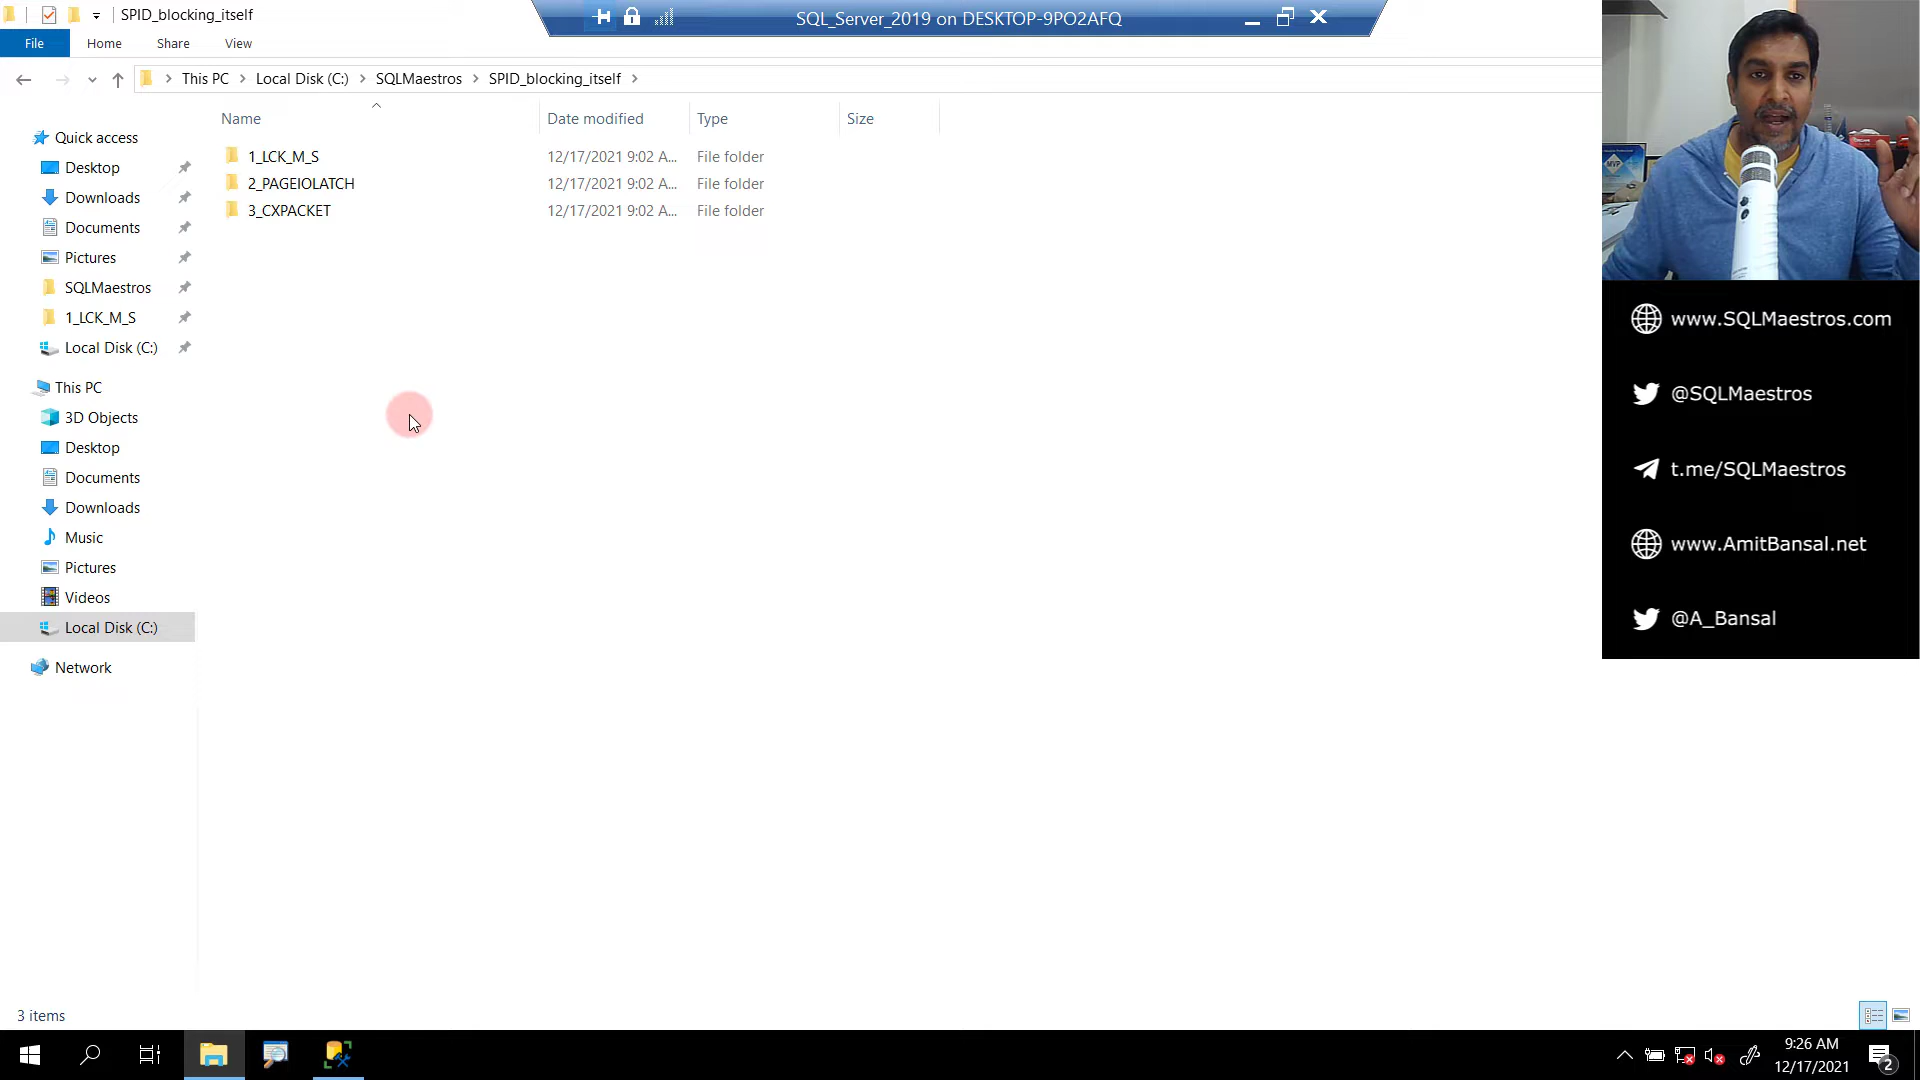 SPID_blocking_itself
SQL_Server_2019 on DESKTOP-9PO2AFQ
File Home Share View
This PC Local Disk (C:) SQLMaestros SPID_blocking_itself
Name Date modified Type Size
1_LCK_M_S 12/17/2021 9:02 A... File folder
2_PAGEIOLATCH 12/17/2021 9:02 A... File folder
3_CXPACKET 12/17/2021 9:02 A... File folder
Quick access
Desktop
Downloads
Documents
Pictures
SQLMaestros
1_LCK_M_S
Local Disk (C:)
This PC
3D Objects
Desktop
Documents
Downloads
Music
Pictures
Videos
Local Disk (C:)
Network
MVP
www.SQLMaestros.com
@SQLMaestros
t.me/SQLMaestros
www.AmitBansal.net
@A_Bansal
3 items
9:26 AM
12/17/2021
2